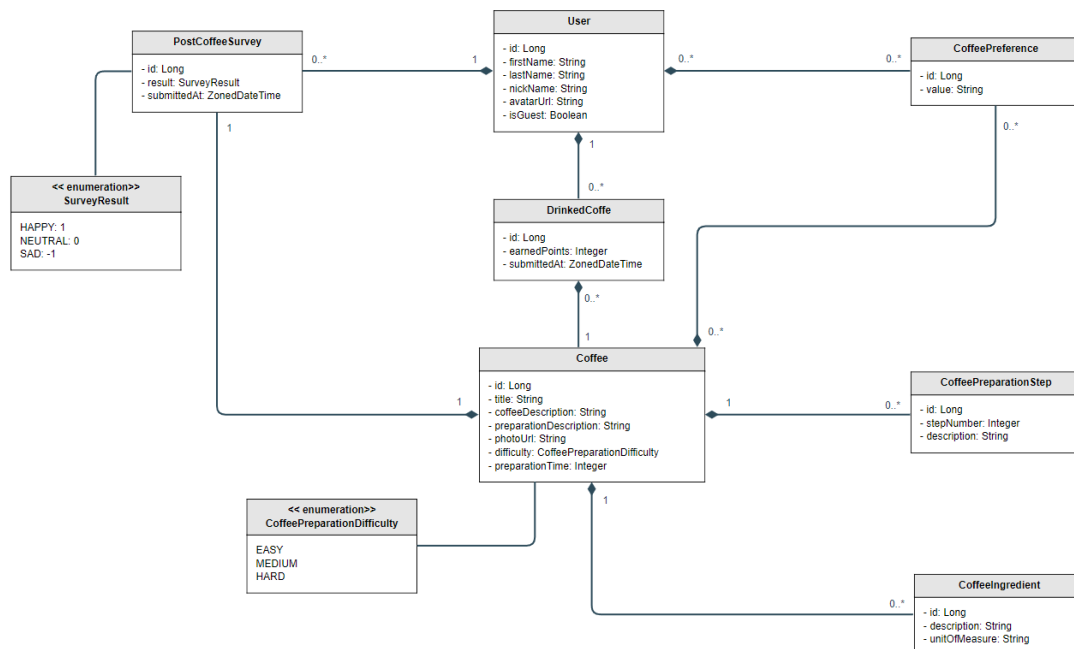 User
- id: Long
- firstName: String
- lastName: String
- nickName: String
- avatarUrl: String
- isGuest: Boolean
PostCoffeeSurvey
- id: Long
- result: SurveyResult
- submittedAt: ZonedDateTime
CoffeePreference
- id: Long
- value: String
0..*
1
0..*
0..*
1
1
0..*
0..*
<< enumeration>>
SurveyResult
HAPPY: 1
NEUTRAL: 0
SAD: -1
DrinkedCoffe
- id: Long
- earnedPoints: Integer
- submittedAt: ZonedDateTime
0..*
1
0..*
Coffee
- id: Long
- title: String
- coffeeDescription: String
- preparationDescription: String
- photoUrl: String
- difficulty: CoffeePreparationDifficulty
- preparationTime: Integer
1
1
0..*
CoffeePreparationStep
- id: Long
- stepNumber: Integer
- description: String
1
<< enumeration>>
CoffeePreparationDifficulty
EASY
MEDIUM
HARD
0..*
CoffeeIngredient
- id: Long
- description: String
- unitOfMeasure: String